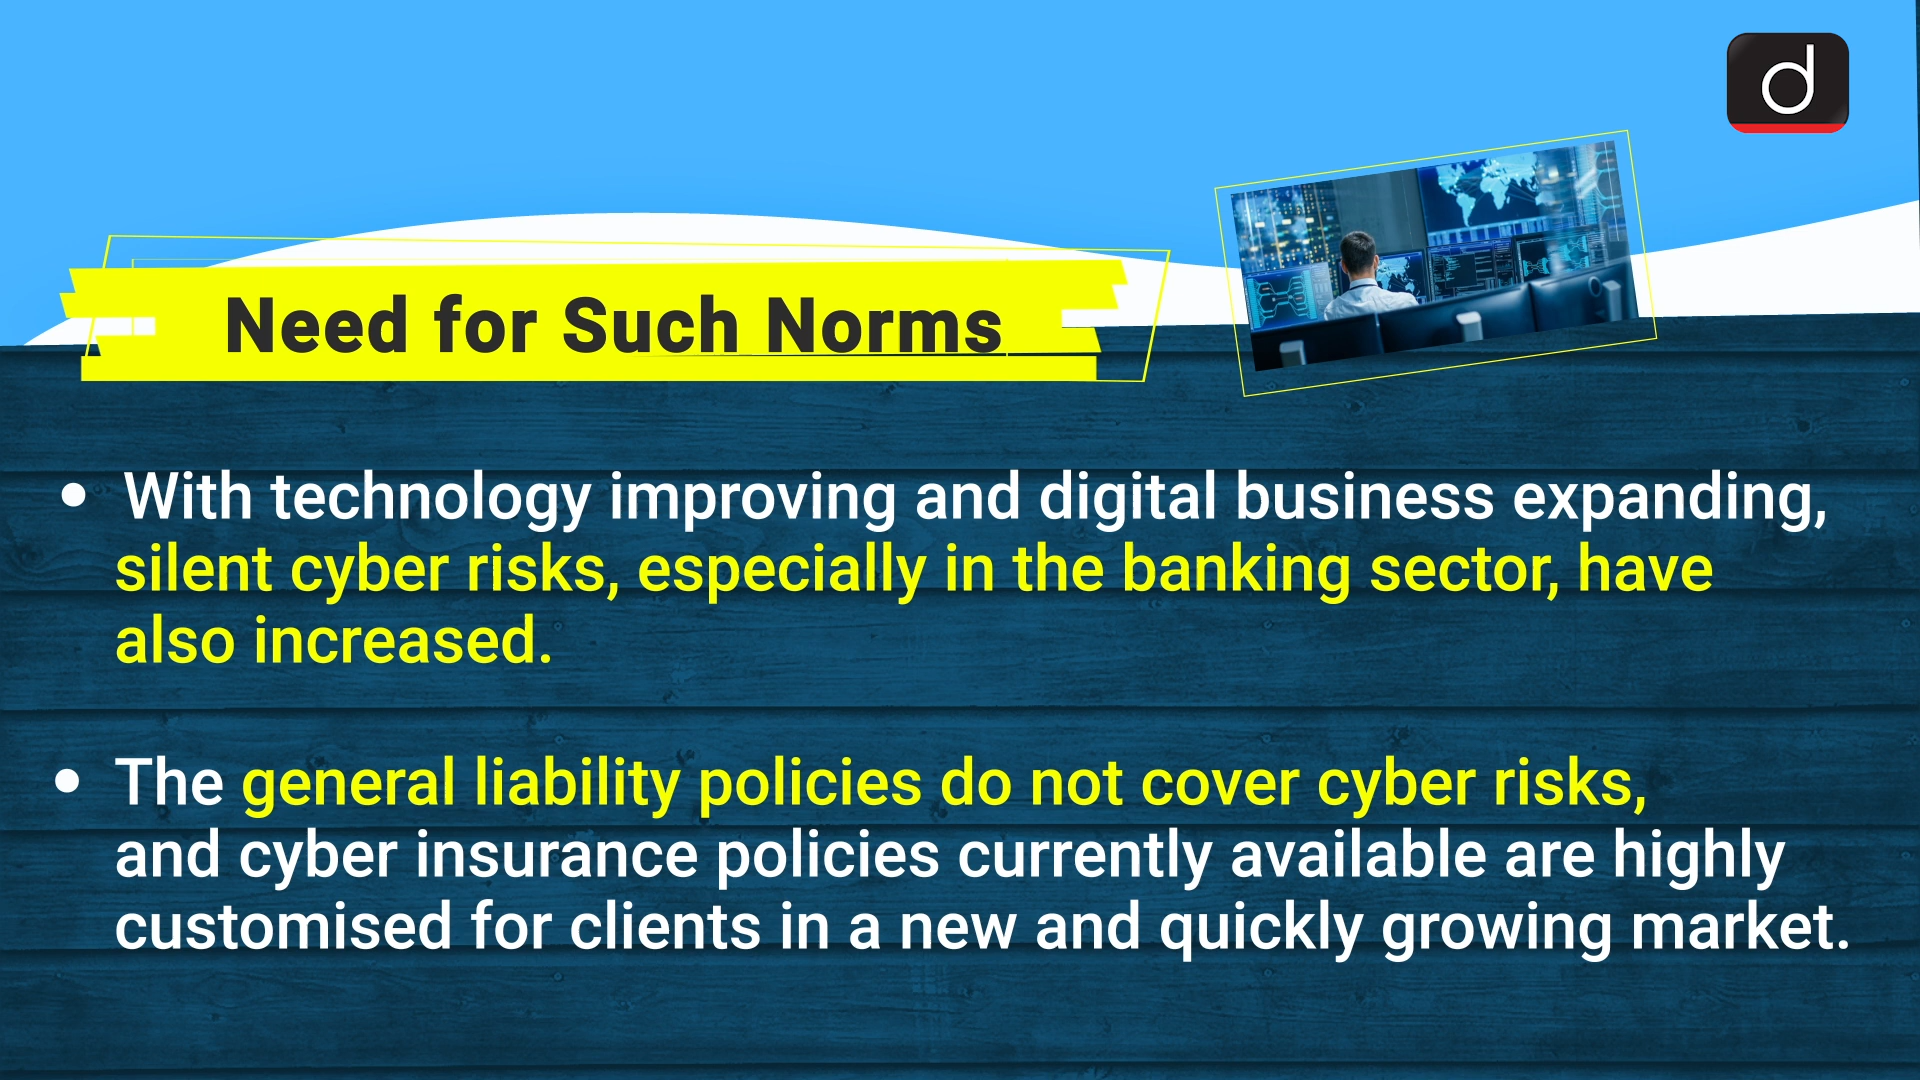 d
Need for Such Norms
• With technology improving and digital business expanding,
silent cyber risks, especially in the banking sector, have
also increased.
• The general liability policies do not cover cyber risks,
and cyber insurance policies currently available are highly
customised for clients in a new and quickly growing market.